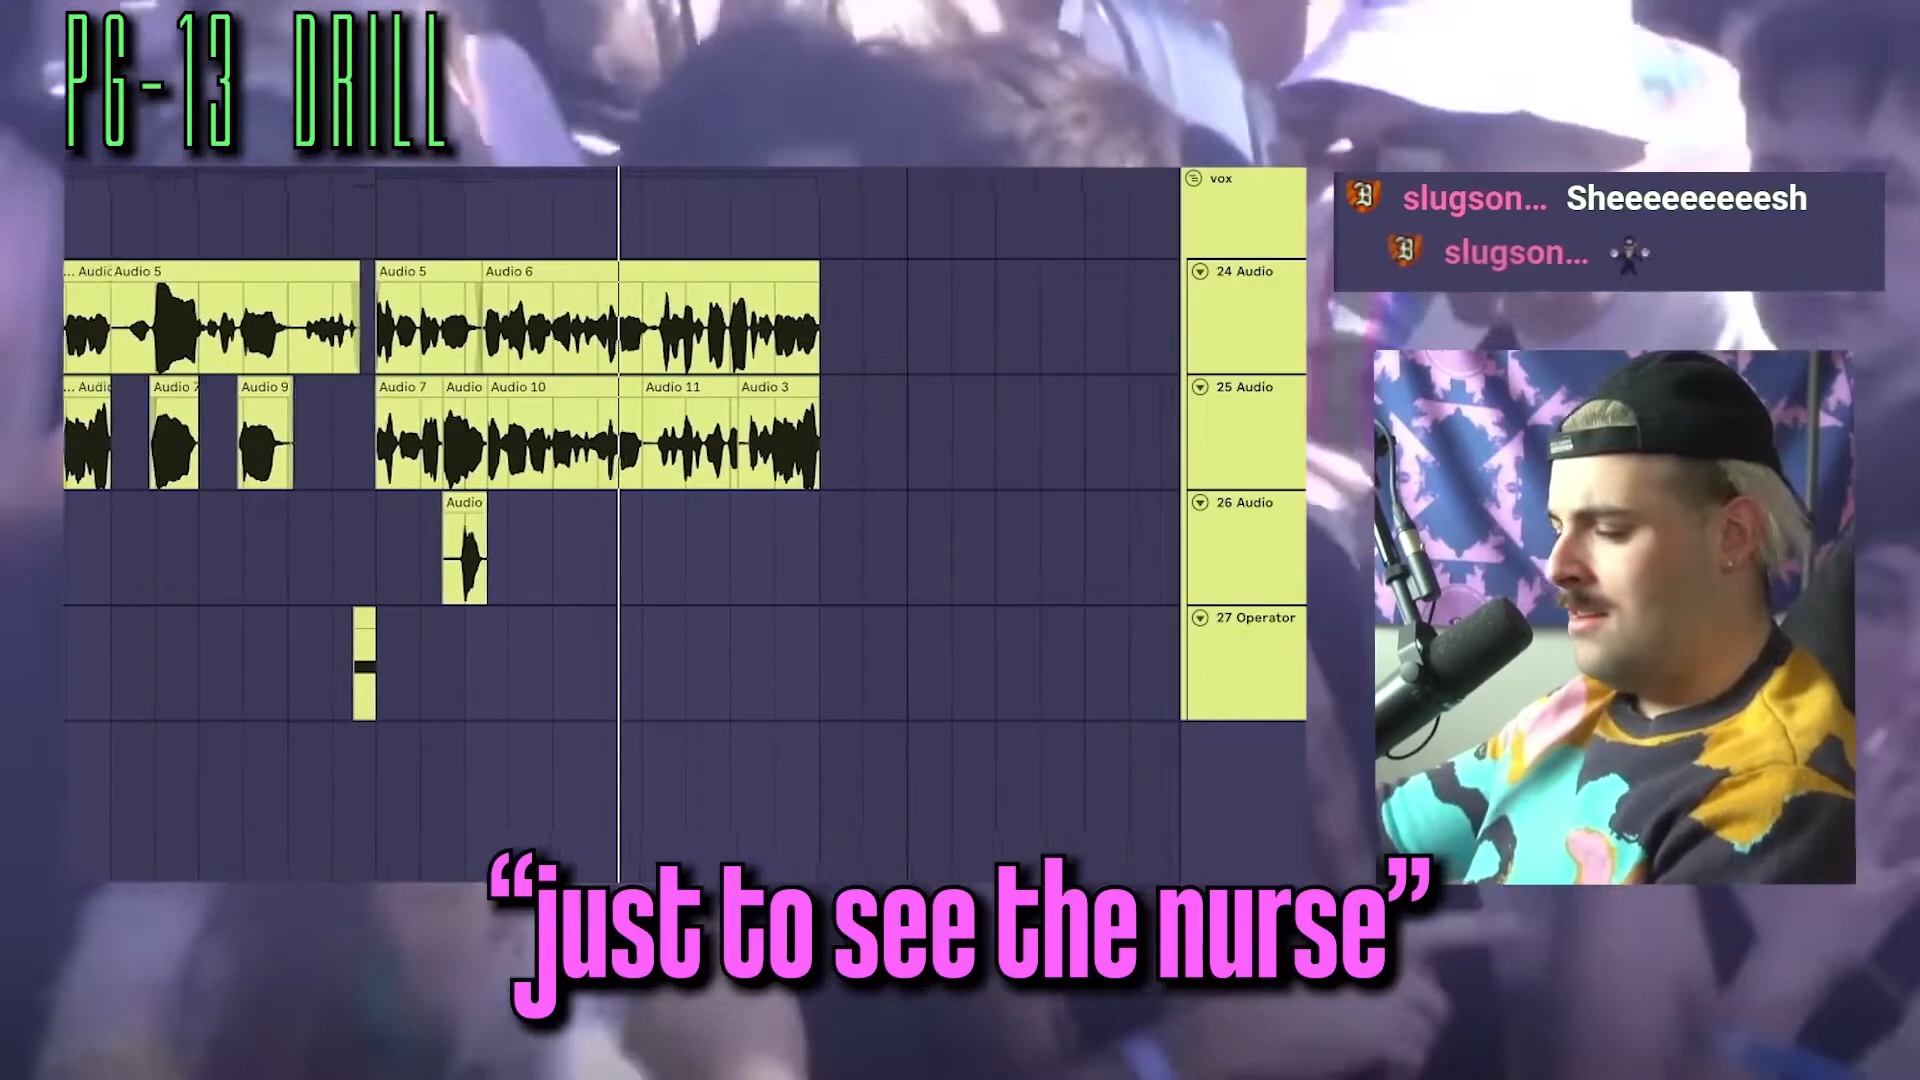 PG-13 DRILL
vox
slugson... Sheeeeeeeeesh
slugson...
... Audio Audio 5
Audio 5
Audio 6
24 Audio
... Audio
Audio 7
Audio 9
Audio 7
Audio
Audio 10
Audio 11
Audio 3
25 Audio
Audio
26 Audio
27 Operator
“just to see the nurse”